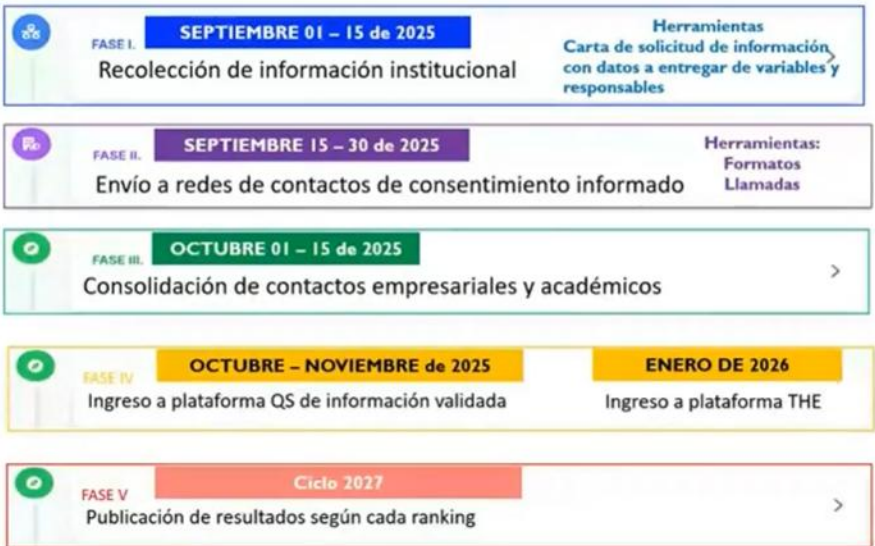 FASE I.
SEPTIEMBRE 01 – 15 de 2025
Recolección de información institucional
Herramientas
Carta de solicitud de información
con datos a entregar de variables y
responsables
FASE II.
SEPTIEMBRE 15 – 30 de 2025
Envío a redes de contactos de consentimiento informado
Herramientas:
Formatos
Llamadas
FASE III.
OCTUBRE 01 – 15 de 2025
Consolidación de contactos empresariales y académicos
FASE IV
OCTUBRE – NOVIEMBRE de 2025
Ingreso a plataforma QS de información validada
ENERO DE 2026
Ingreso a plataforma THE
FASE V
Ciclo 2027
Publicación de resultados según cada ranking